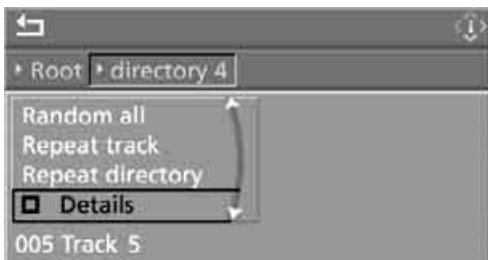 Root directory 4
Random all
Repeat track
Repeat directory
Details
005 Track 5